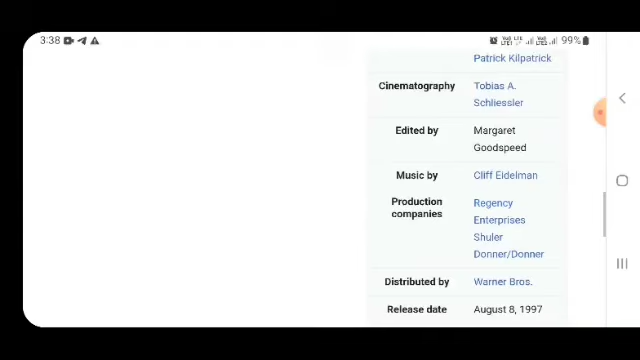 3:38 99%
Patrick Kilpatrick
Cinematography Tobias A.
Schliessler
Edited by Margaret
Goodspeed
Music by Cliff Eidelman
Production Regency
companies Enterprises
Shuler
Donner/Donner
Distributed by Warner Bros.
Release date August 8, 1997